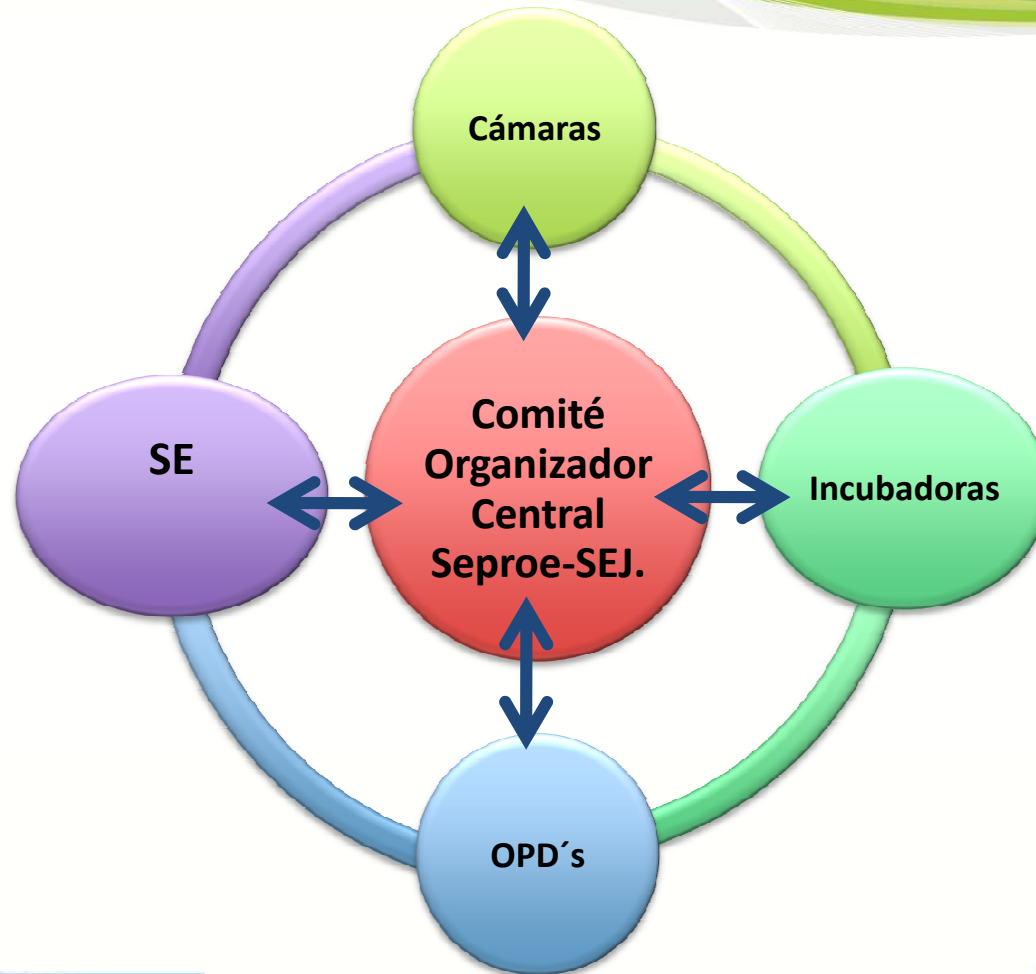 Cámaras
SE
Comité
Organizador
Central
Seproe-SEJ.
Incubadoras
OPD´s